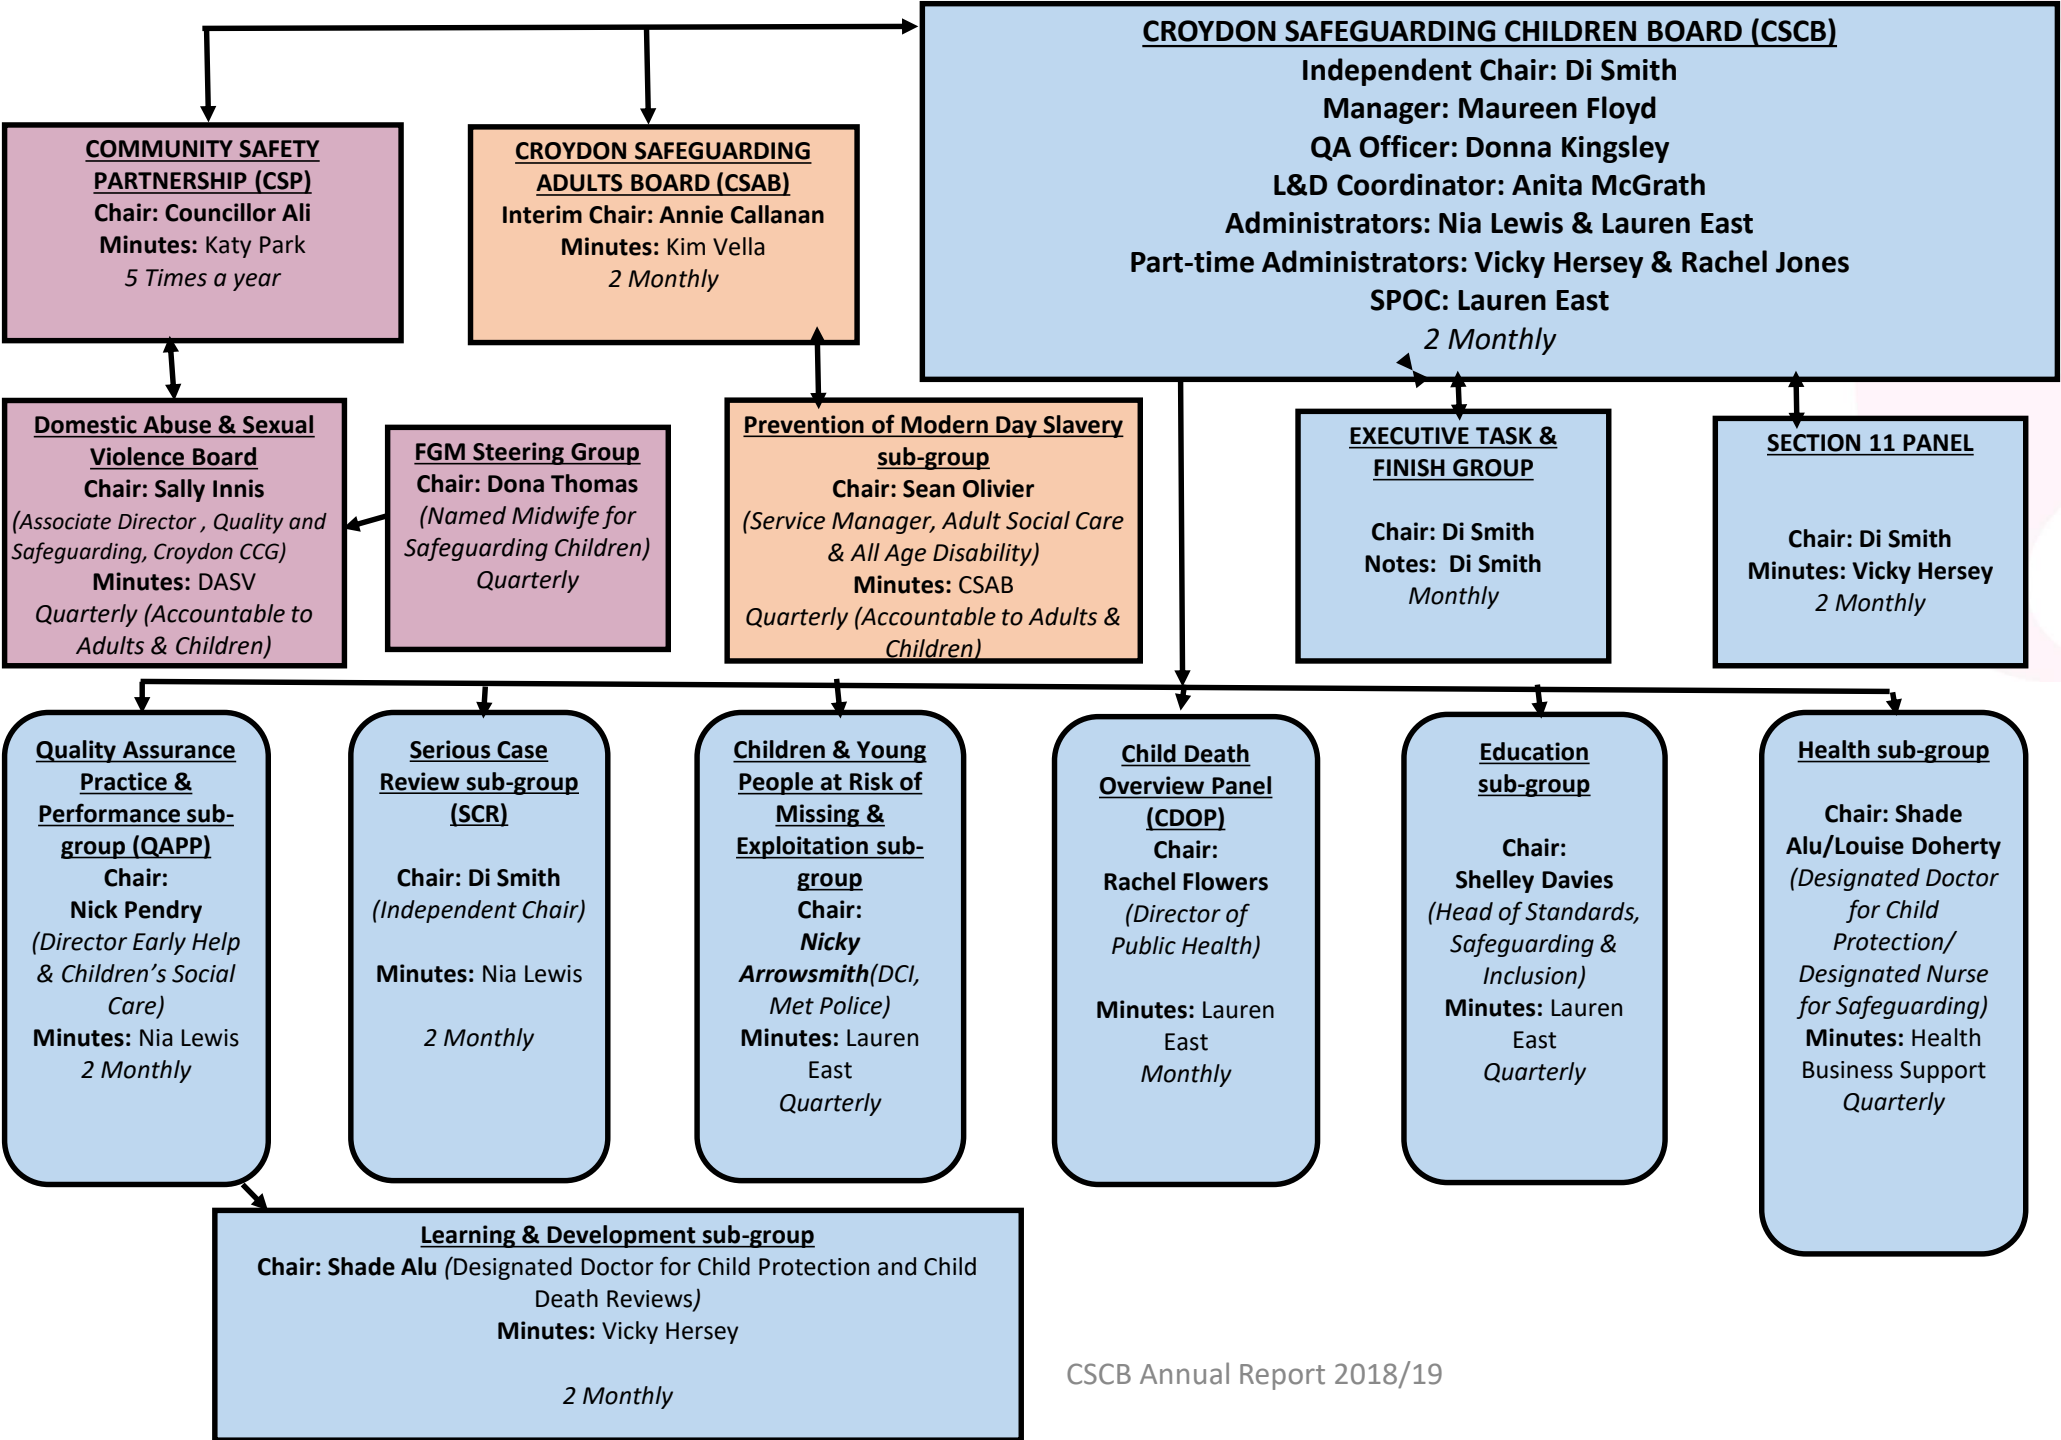 CROYDON SAFEGUARDING CHILDREN BOARD (CSCB)
Independent Chair: Di Smith
Manager: Maureen Floyd
QA Officer: Donna Kingsley
L&D Coordinator: Anita McGrath
Administrators: Nia Lewis & Lauren East
Part-time Administrators: Vicky Hersey & Rachel Jones
SPOC: Lauren East
2 Monthly
COMMUNITY SAFETY
PARTNERSHIP (CSP)
Chair: Councillor Ali
Minutes: Katy Park
5 Times a year
CROYDON SAFEGUARDING
ADULTS BOARD (CSAB)
Interim Chair: Annie Callanan
Minutes: Kim Vella
2 Monthly
Domestic Abuse & Sexual
Violence Board
Chair: Sally Innis
(Associate Director , Quality and
Safeguarding, Croydon CCG)
Minutes: DASV
Quarterly (Accountable to
Adults & Children)
FGM Steering Group
Chair: Dona Thomas
(Named Midwife for
Safeguarding Children)
Quarterly
Prevention of Modern Day Slavery
sub-group
Chair: Sean Olivier
(Service Manager, Adult Social Care
& All Age Disability)
Minutes: CSAB
Quarterly (Accountable to Adults &
Children)
EXECUTIVE TASK &
FINISH GROUP
Chair: Di Smith
Notes: Di Smith
Monthly
SECTION 11 PANEL
Chair: Di Smith
Minutes: Vicky Hersey
2 Monthly
Quality Assurance
Practice &
Performance sub-
group (QAPP)
Chair:
Nick Pendry
(Director Early Help
& Children's Social
Care)
Minutes: Nia Lewis
2 Monthly
Serious Case
Review sub-group
(SCR)
Chair: Di Smith
(Independent Chair)
Minutes: Nia Lewis
2 Monthly
Children & Young
People at Risk of
Missing &
Exploitation sub-
group
Chair:
Nicky
Arrowsmith(DCI,
Met Police)
Minutes: Lauren
East
Quarterly
Child Death
Overview Panel
(CDOP)
Chair:
Rachel Flowers
(Director of
Public Health)
Minutes: Lauren
East
Monthly
Education
sub-group
Chair:
Shelley Davies
(Head of Standards,
Safeguarding &
Inclusion)
Minutes: Lauren
East
Quarterly
Health sub-group
Chair: Shade
Alu/Louise Doherty
(Designated Doctor
for Child
Protection/
Designated Nurse
for Safeguarding)
Minutes: Health
Business Support
Quarterly
Learning & Development sub-group
Chair: Shade Alu (Designated Doctor for Child Protection and Child
Death Reviews)
Minutes: Vicky Hersey
2 Monthly
CSCB Annual Report 2018/19